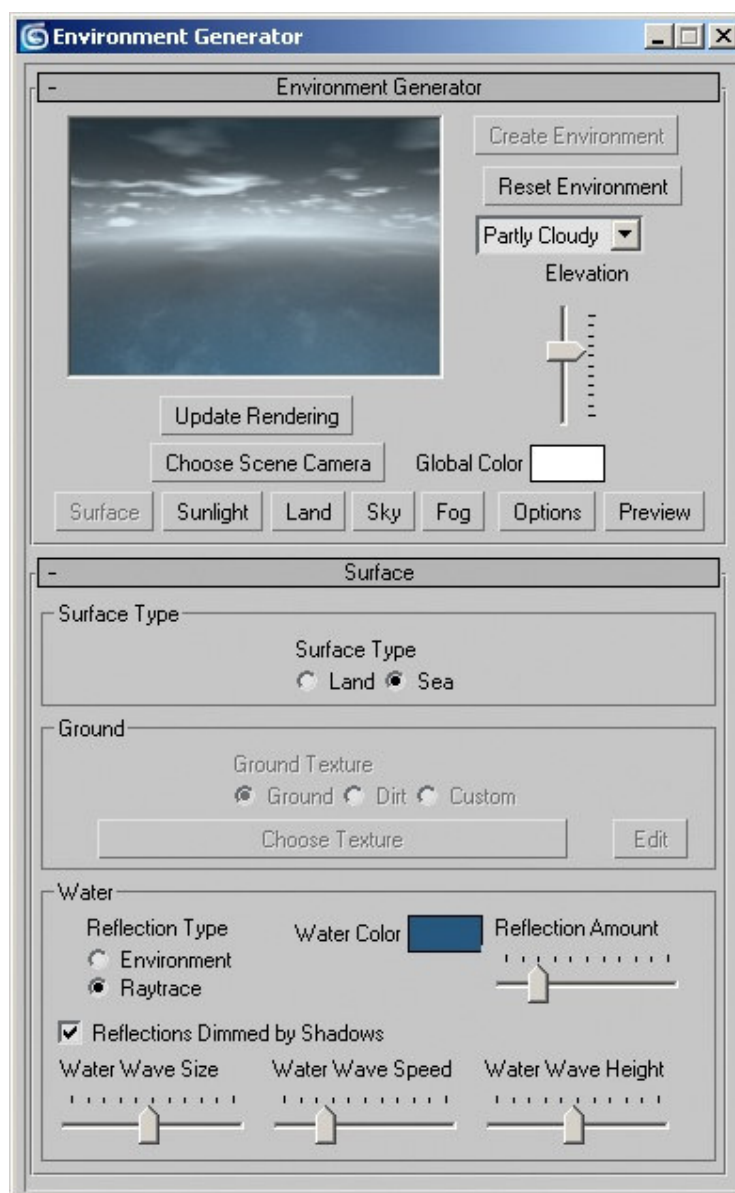 Environment Generator
- Environment Generator
Create Environment
Reset Environment
Partly Cloudy
Elevation
Update Rendering
Choose Scene Camera Global Color
Surface Sunlight Land Sky Fog Options Preview
- Surface
Surface Type
Surface Type
Land Sea
Ground
Ground Texture
Ground Dirt Custom
Choose Texture Edit
Water
Reflection Type Water Color Reflection Amount
Environment
Raytrace
Reflections Dimmed by Shadows
Water Wave Size Water Wave Speed Water Wave Height